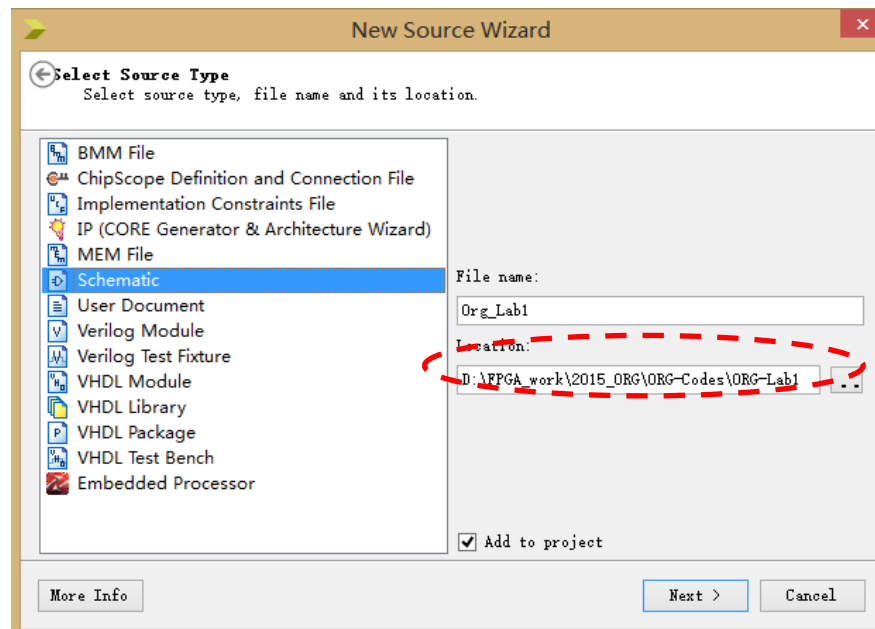 New Source Wizard
Select Source Type
Select source type, file name and its location.
BMM File
ChipScope Definition and Connection File
Implementation Constraints File
IP (CORE Generator & Architecture Wizard)
MEM File
Schematic
User Document
Verilog Module
Verilog Test Fixture
VHDL Module
VHDL Library
VHDL Package
VHDL Test Bench
Embedded Processor
File name:
Org_Lab1
Location:
D:\FPGA_work\2015_ORG\ORG-Codes\ORG-Lab1
..
Add to project
More Info
Next >
Cancel